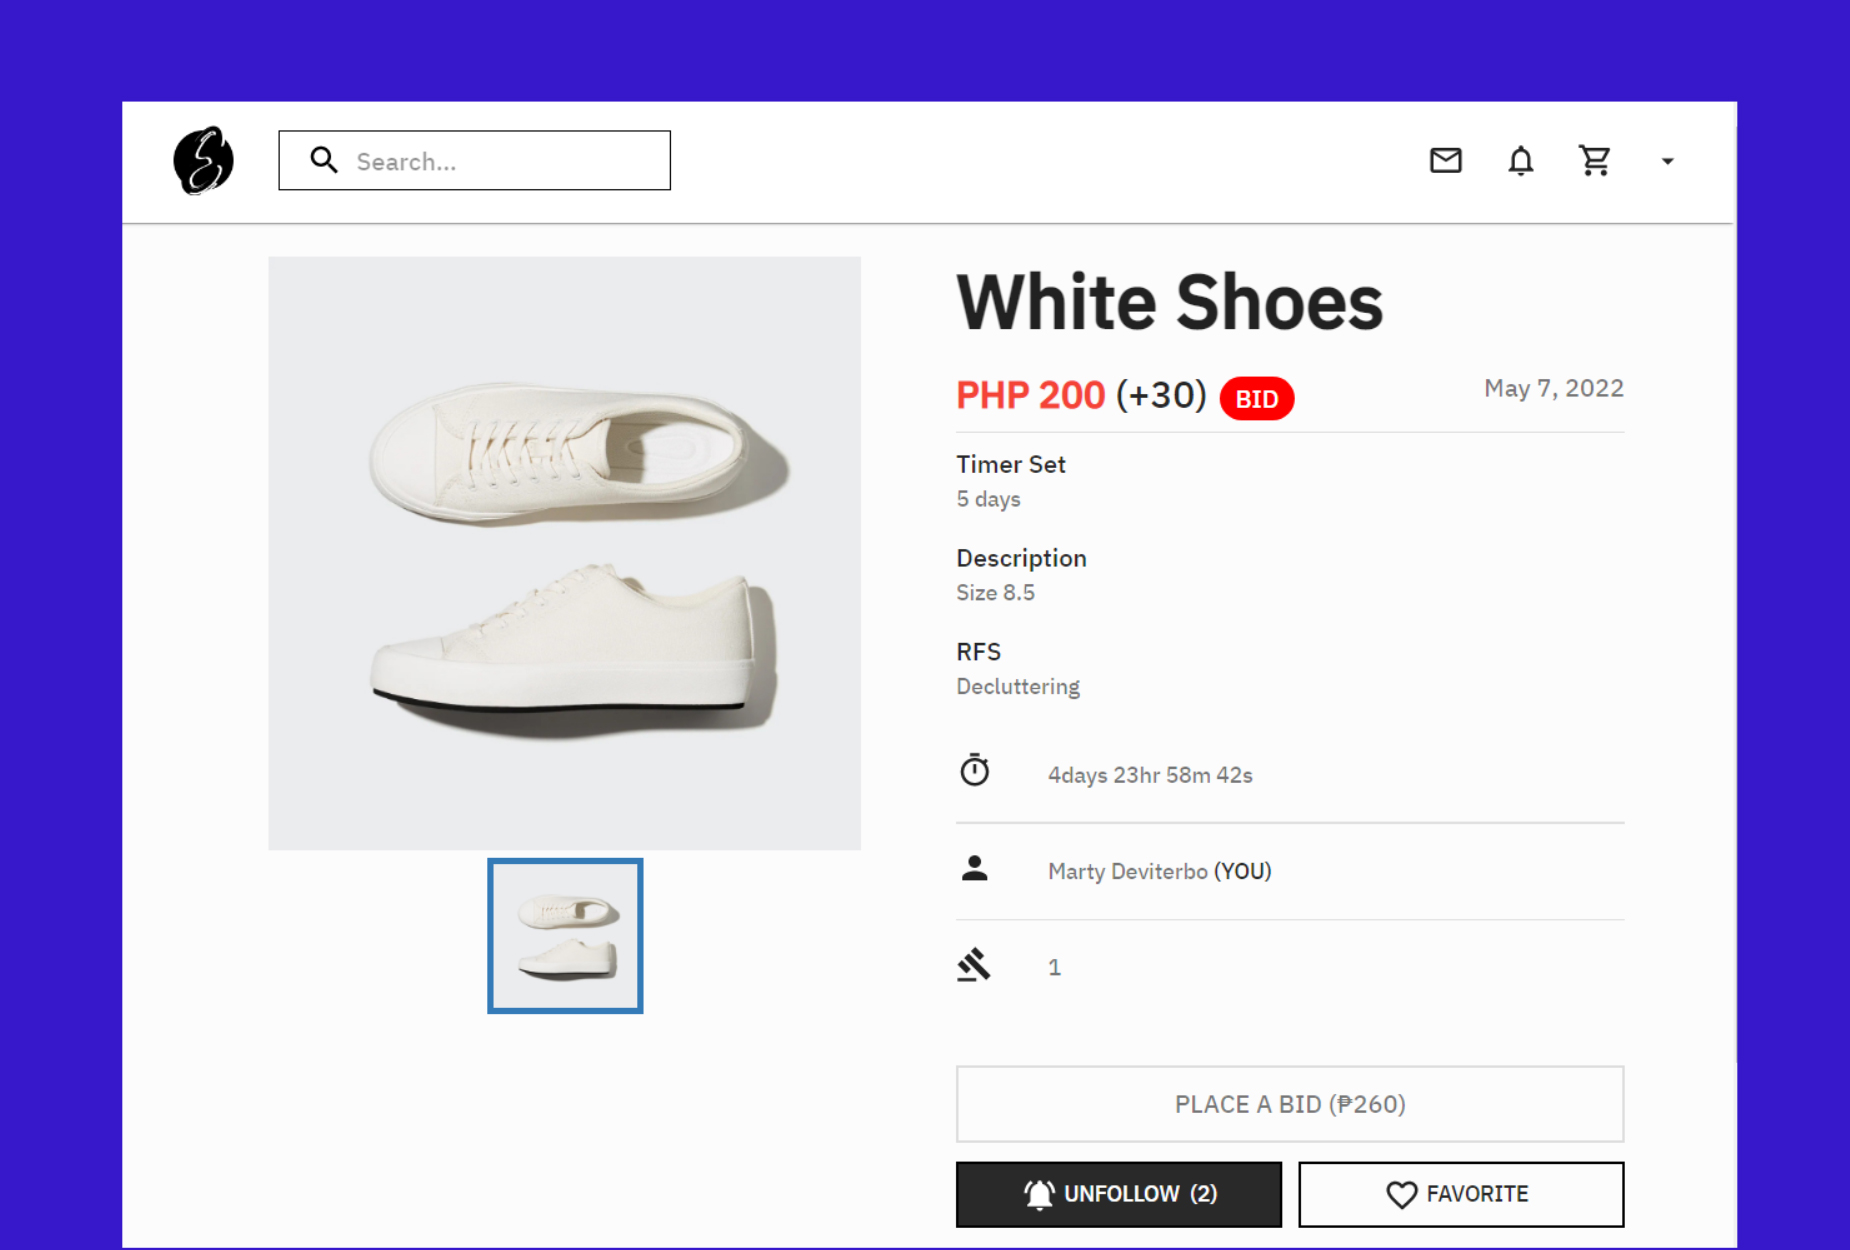 Search...
White Shoes
PHP 200 (+30) BID
May 7, 2022
Timer Set
5 days
Description
Size 8.5
RFS
Decluttering
4days 23hr 58m 42s
Marty Deviterbo (YOU)
1
PLACE A BID (₱260)
UNFOLLOW (2)
FAVORITE